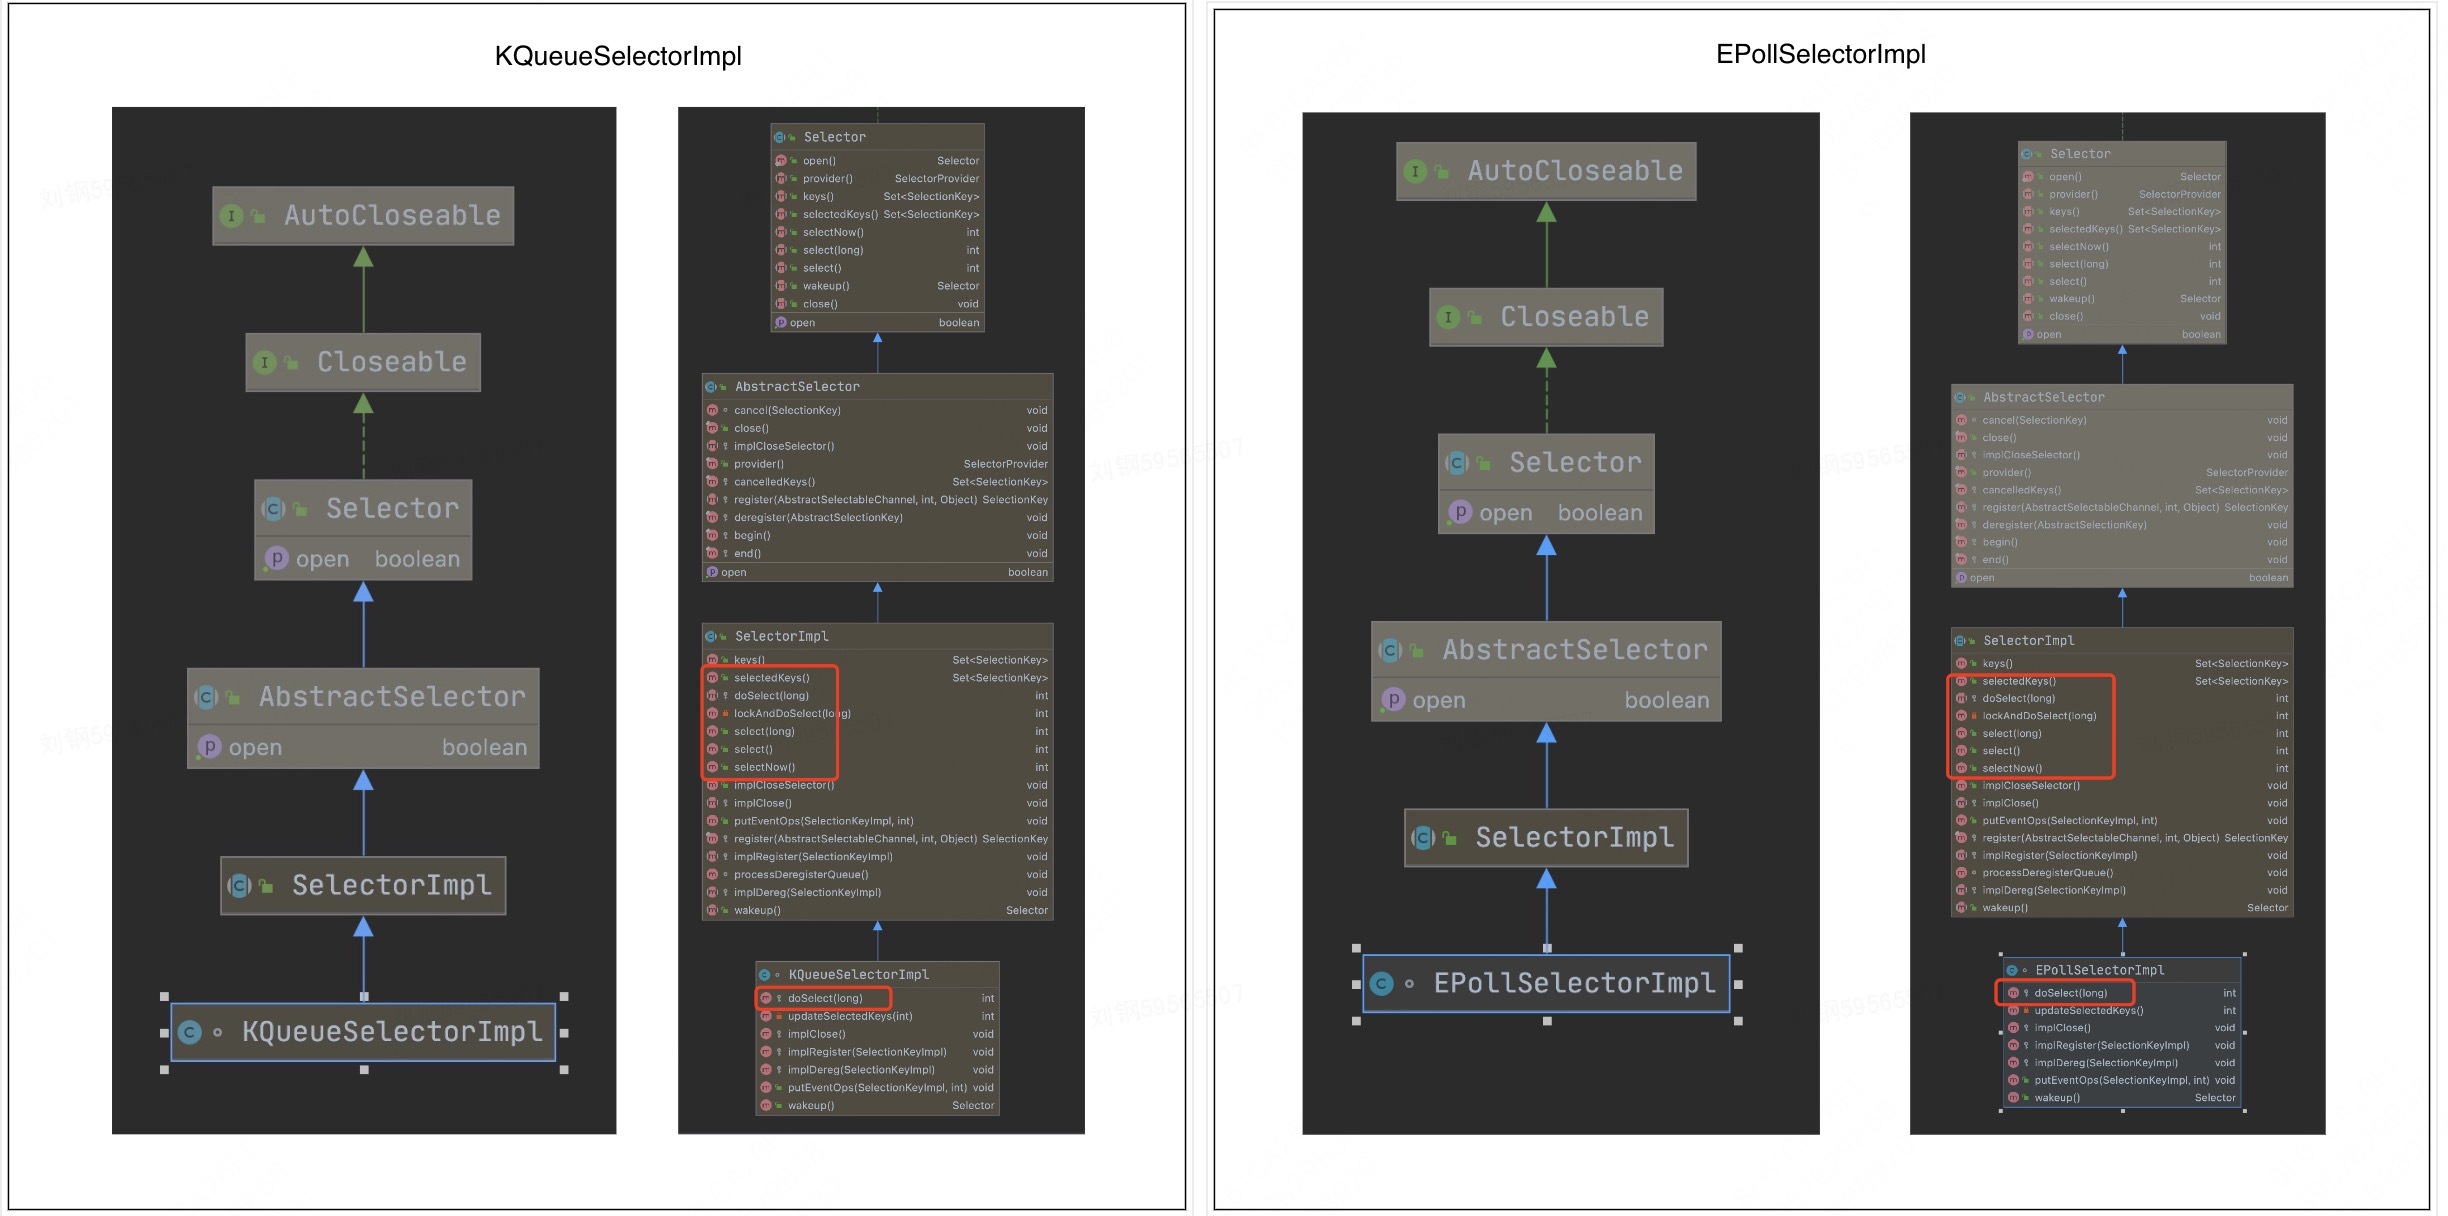 KQueueSelectorImpl
AutoCloseable
Closeable
Selector
open boolean
AbstractSelector
open boolean
SelectorImpl
KQueueSelectorImpl
Selector
open() Selector
provider() SelectorProvider
keys() Set<SelectionKey>
selectedKeys() Set<SelectionKey>
selectNow() int
select(long) int
select() int
wakeup() Selector
close() void
open boolean
AbstractSelector
cancel(SelectionKey) void
close() void
implCloseSelector() void
provider() SelectorProvider
cancelledKeys() Set<SelectionKey>
register(AbstractSelectableChannel, int, Object) SelectionKey
deregister(AbstractSelectionKey) void
begin() void
end() void
open boolean
SelectorImpl
keys() Set<SelectionKey>
selectedKeys() Set<SelectionKey>
doSelect(long) int
lockAndDoSelect(long) int
select(long) int
select() int
selectNow() int
implCloseSelector() void
implClose() void
putEventOps(SelectionKeyImpl, int) void
register(AbstractSelectableChannel, int, Object) SelectionKey
implRegister(SelectionKeyImpl) void
processDeregisterQueue() void
implDereg(SelectionKeyImpl) void
wakeup() Selector
KQueueSelectorImpl
doSelect(long) int
updateSelectedKeys(int) int
implClose() void
implRegister(SelectionKeyImpl) void
implDereg(SelectionKeyImpl) void
putEventOps(SelectionKeyImpl, int) void
wakeup() Selector
EPollSelectorImpl
AutoCloseable
Closeable
Selector
open boolean
AbstractSelector
open boolean
SelectorImpl
EPollSelectorImpl
Selector
open() Selector
provider() SelectorProvider
keys() Set<SelectionKey>
selectedKeys() Set<SelectionKey>
selectNow() int
select(long) int
select() int
wakeup() Selector
close() void
open boolean
AbstractSelector
cancel(SelectionKey) void
close() void
implCloseSelector() void
provider() SelectorProvider
cancelledKeys() Set<SelectionKey>
register(AbstractSelectableChannel, int, Object) SelectionKey
deregister(AbstractSelectionKey) void
begin() void
end() void
open boolean
SelectorImpl
keys() Set<SelectionKey>
selectedKeys() Set<SelectionKey>
doSelect(long) int
lockAndDoSelect(long) int
select(long) int
select() int
selectNow() int
implCloseSelector() void
implClose() void
putEventOps(SelectionKeyImpl, int) void
register(AbstractSelectableChannel, int, Object) SelectionKey
implRegister(SelectionKeyImpl) void
processDeregisterQueue() void
implDereg(SelectionKeyImpl) void
wakeup() Selector
EPollSelectorImpl
doSelect(long) int
updateSelectedKeys() int
implClose() void
implRegister(SelectionKeyImpl) void
implDereg(SelectionKeyImpl) void
putEventOps(SelectionKeyImpl, int) void
wakeup() Selector